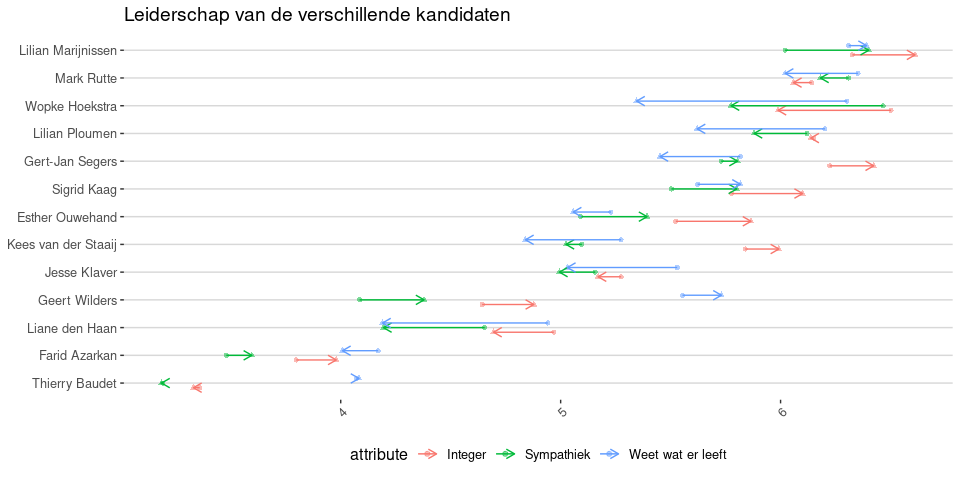 Leiderschap van de verschillende kandidaten
Lilian Marijnissen
Mark Rutte
Wopke Hoekstra
Lilian Ploumen
Gert-Jan Segers
Sigrid Kaag
Esther Ouwehand
Kees van der Staaij
Jesse Klaver
Geert Wilders
Liane den Haan
Farid Azarkan
Thierry Baudet
4 5 6
attribute Integer Sympathiek Weet wat er leeft